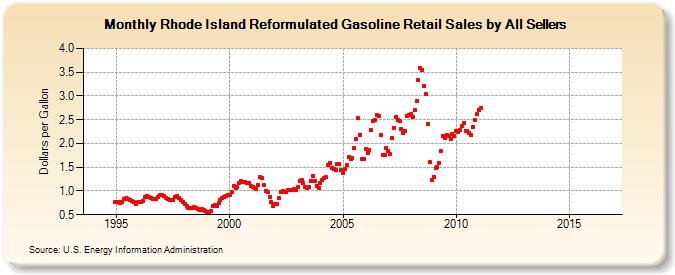 Monthly Rhode Island Reformulated Gasoline Retail Sales by All Sellers
Dollars per Gallon
4.0
3.5
3.0
2.5
2.0
1.5
1.0
0.5
1995 2000 2005 2010 2015
Source: U.S. Energy Information Administration